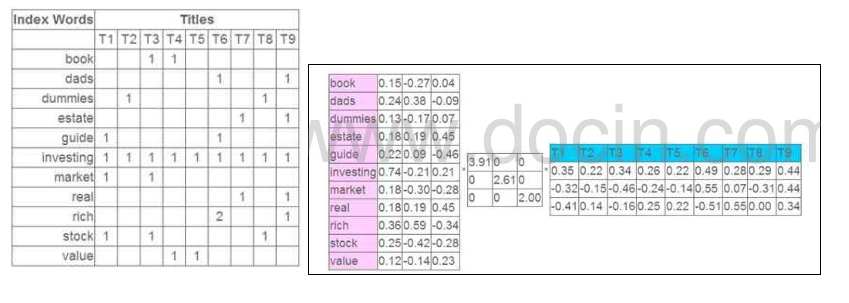 Index Words Titles
T1 T2 T3 T4 T5 T6 T7 T8 T9
book 1 1
dads 1 1
dummies 1 1
estate 1 1
guide 1 1
investing 1 1 1 1 1 1 1 1 1
market 1 1
real 1 1
rich 2 1
stock 1 1 1
value 1 1
book 0.15 -0.27 0.04
dads 0.24 0.38 -0.09
dummies 0.13 -0.17 0.07
estate 0.18 0.19 0.45
guide 0.22 0.09 -0.46
investing 0.74 -0.21 0.21
market 0.18 -0.30 -0.28
real 0.18 0.19 0.45
rich 0.36 0.59 -0.34
stock 0.25 -0.42 -0.28
value 0.12 -0.14 0.23
*
3.91 0 0
0 2.61 0
0 0 2.00
*
T1 T2 T3 T4 T5 T6 T7 T8 T9
0.35 0.22 0.34 0.26 0.22 0.49 0.28 0.29 0.44
-0.32 -0.15 -0.46 -0.24 -0.14 0.55 0.07 -0.31 0.44
-0.41 0.14 -0.16 0.25 0.22 -0.51 0.55 0.00 0.34
www.docin.com